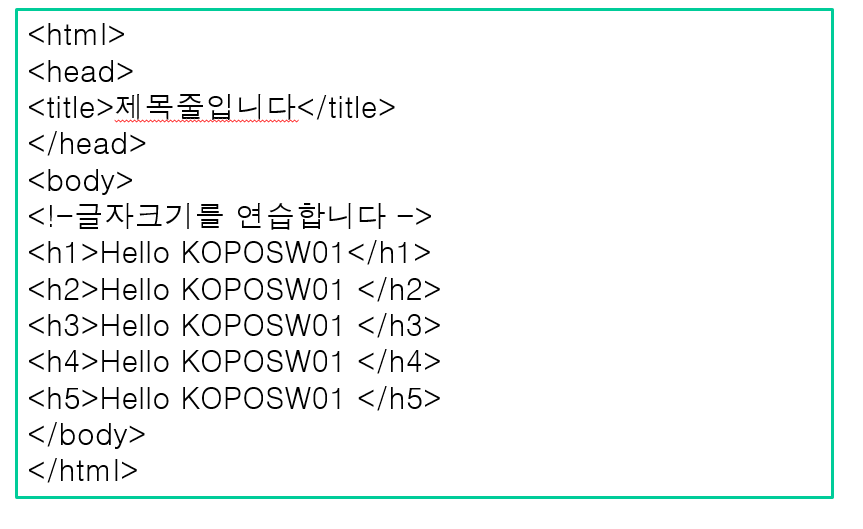 <html>
<head>
<title>제목줄입니다</title>
</head>
<body>
<!-글자크기를 연습합니다 ->
<h1>Hello KOPOSW01</h1>
<h2>Hello KOPOSW01 </h2>
<h3>Hello KOPOSW01 </h3>
<h4>Hello KOPOSW01 </h4>
<h5>Hello KOPOSW01 </h5>
</body>
</html>